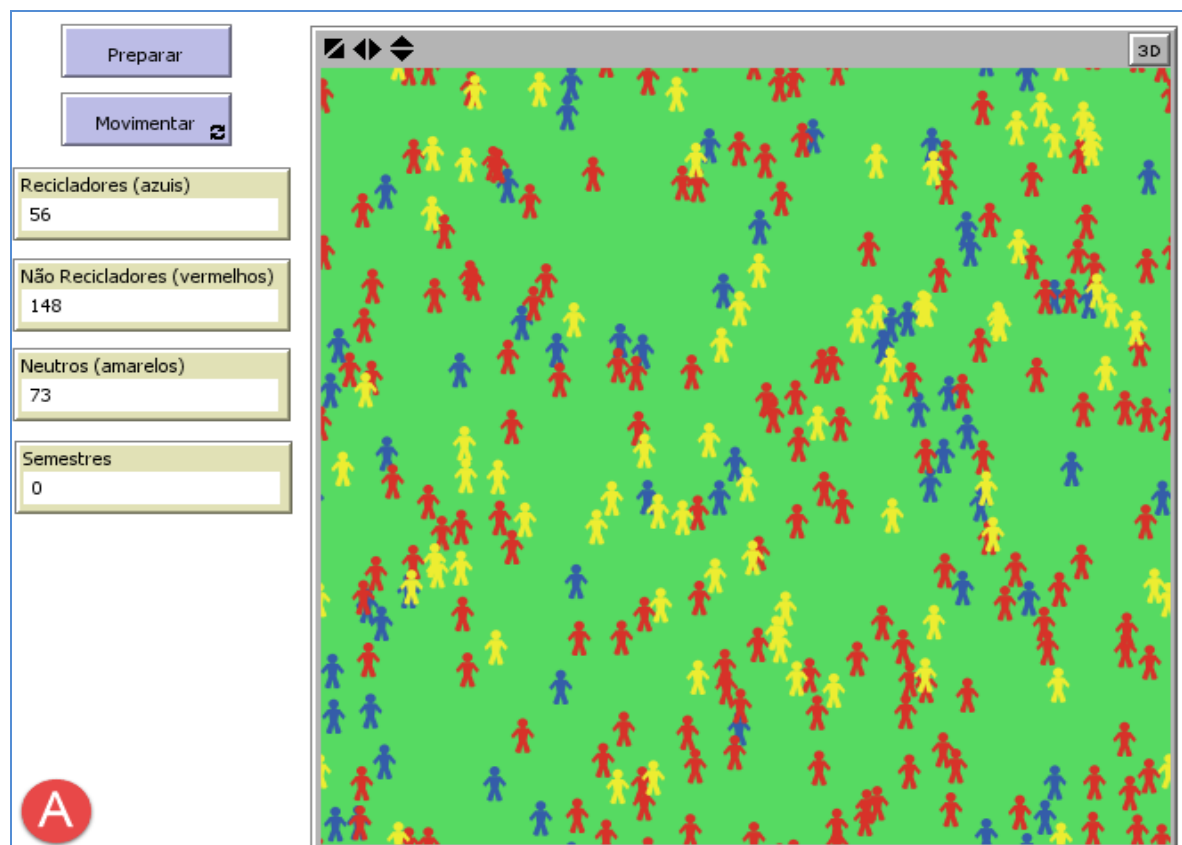 Preparar
3D
Movimentar
Recicladores (azuis)
56
Não Recicladores (vermelhos)
148
Neutros (amarelos)
73
Semestres
0
A